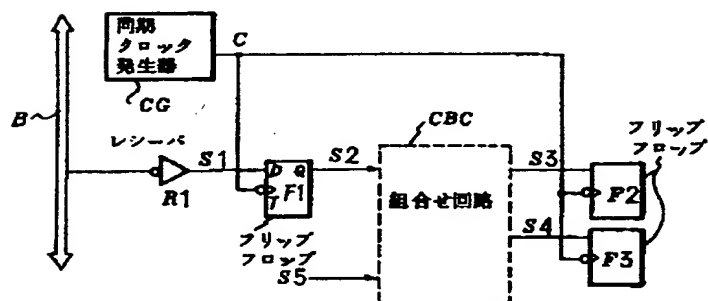 同期
クロック
発生器
C
CG
B
レシーバ
S1
R1
D Q
F1
T
S2
フリップ
フロップ
S5
CBC
組合せ回路
S3
S4
フリップ
フロップ
F2
F3